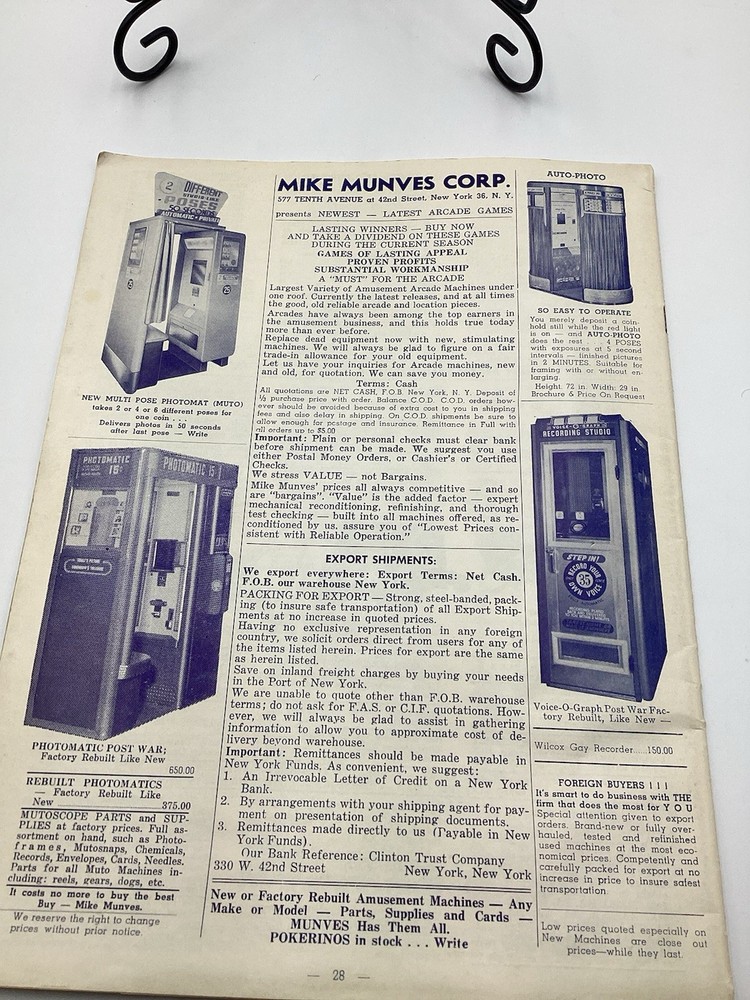 MIKE MUNVES CORP.
577 TENTH AVENUE at 42nd Street, New York 36, N. Y.
presents NEWEST — LATEST ARCADE GAMES
LASTING WINNERS — BUY NOW
AND TAKE A DIVIDEND ON THESE GAMES
DURING THE CURRENT SEASON
GAMES OF LASTING APPEAL
PROVEN PROFITS
SUBSTANTIAL WORKMANSHIP
A "MUST" FOR THE ARCADE
Largest Variety of Amusement Arcade Machines under
one roof. Currently the latest releases, and at all times
the good, old reliable arcade and location pieces.
Arcades have always been among the top earners in
the amusement business, and this holds true today
more than ever before.
Replace dead equipment now with new, stimulating
machines. We will always be glad to figure on a fair
trade-in allowance for your old equipment.
Let us have your inquiries for Arcade machines, new
and old, for quotation. We can save you money.
Terms: Cash
All quotations are NET CASH, F.O.B. New York, N. Y. Deposit of
1/3 purchase price with order. Balance C.O.D. C.O.D. orders how-
ever should be avoided because of extra cost to you in shipping
fees and also delay in shipping. On C.O.D. shipments be sure to
allow enough for postage and insurance. Remittance in Full with
all orders up to $5.00
Important: Plain or personal checks must clear bank
before shipment can be made. We suggest you use
either Postal Money Orders, or Cashier's or Certified
Checks.
We stress VALUE — not Bargains.
Mike Munves' prices all always competitive — and so
are "bargains". "Value" is the added factor — expert
mechanical reconditioning, refinishing, and thorough
test checking — built into all machines offered, as re-
conditioned by us. assure you of "Lowest Prices con-
sistent with Reliable Operation."
EXPORT SHIPMENTS:
We export everywhere: Export Terms: Net Cash.
F.O.B. our warehouse New York.
PACKING FOR EXPORT — Strong, steel-banded, pack-
ing (to insure safe transportation) of all Export Ship-
ments at no increase in quoted prices.
Having no exclusive representation in any foreign
country, we solicit orders direct from users for any of
the items listed herein. Prices for export are the same
as herein listed.
Save on inland freight charges by buying your needs
in the Port of New York.
We are unable to quote other than F.O.B. warehouse
terms; do not ask for F.A.S. or C.I.F. quotations. How-
ever, we will always be glad to assist in gathering
information to allow you to approximate cost of de-
livery beyond warehouse.
Important: Remittances should be made payable in
New York Funds. As convenient, we suggest:
1. An Irrevocable Letter of Credit on a New York
Bank.
2. By arrangements with your shipping agent for pay-
ment on presentation of shipping documents.
3. Remittances made directly to us (Payable in New
York Funds).
Our Bank Reference: Clinton Trust Company
330 W. 42nd Street New York, New York
New or Factory Rebuilt Amusement Machines — Any
Make or Model — Parts, Supplies and Cards —
MUNVES Has Them All.
POKERINOS in stock . . . Write
— 28 —
2 DIFFERENT
STUDIO-LIKE
POSES
50 SECONDS
AUTOMATIC • PRIVATE
25
25
NEW MULTI POSE PHOTOMAT (MUTO)
takes 2 or 4 or 6 different poses for
one coin . . .
Delivers photos in 50 seconds
after last pose — Write
PHOTOMATIC
15¢
PHOTOMATIC 15¢
PHOTOMATIC POST WAR;
Factory Rebuilt Like New
650.00
REBUILT PHOTOMATICS
— Factory Rebuilt Like
New 375.00
MUTOSCOPE PARTS and SUP-
PLIES at factory prices. Full as-
sortment on hand, such as Photo-
frames, Mutosnaps, Chemicals,
Records, Envelopes, Cards, Needles.
Parts for all Muto Machines in-
cluding: reels, gears, dogs, etc.
It costs no more to buy the best
Buy — Mike Munves.
We reserve the right to change
prices without prior notice.
AUTO-PHOTO
SO EASY TO OPERATE
You merely deposit a coin-
hold still while the red light
is on — and AUTO-PHOTO
does the rest . . . 4 POSES
with exposures at 5 second
intervals — finished pictures
in 2 MINUTES. Suitable for
framing with or without en-
larging.
Height: 72 in. Width: 29 in.
Brochure & Price On Request
VOICE-O-GRAPH
RECORDING STUDIO
STEP IN!
RECORD YOUR
35
OWN VOICE
Voice-O-Graph Post War Fac-
tory Rebuilt, Like New —
Wilcox Gay Recorder.....150.00
FOREIGN BUYERS ! ! !
It's smart to do business with THE
firm that does the most for Y O U
Special attention given to export
orders. Brand-new or fully over-
hauled, tested and refinished
used machines at the most eco-
nomical prices. Competently and
carefully packed for export at no
increase in price to insure safest
transportation.
Low prices quoted especially on
New Machines are close out
prices—while they last.